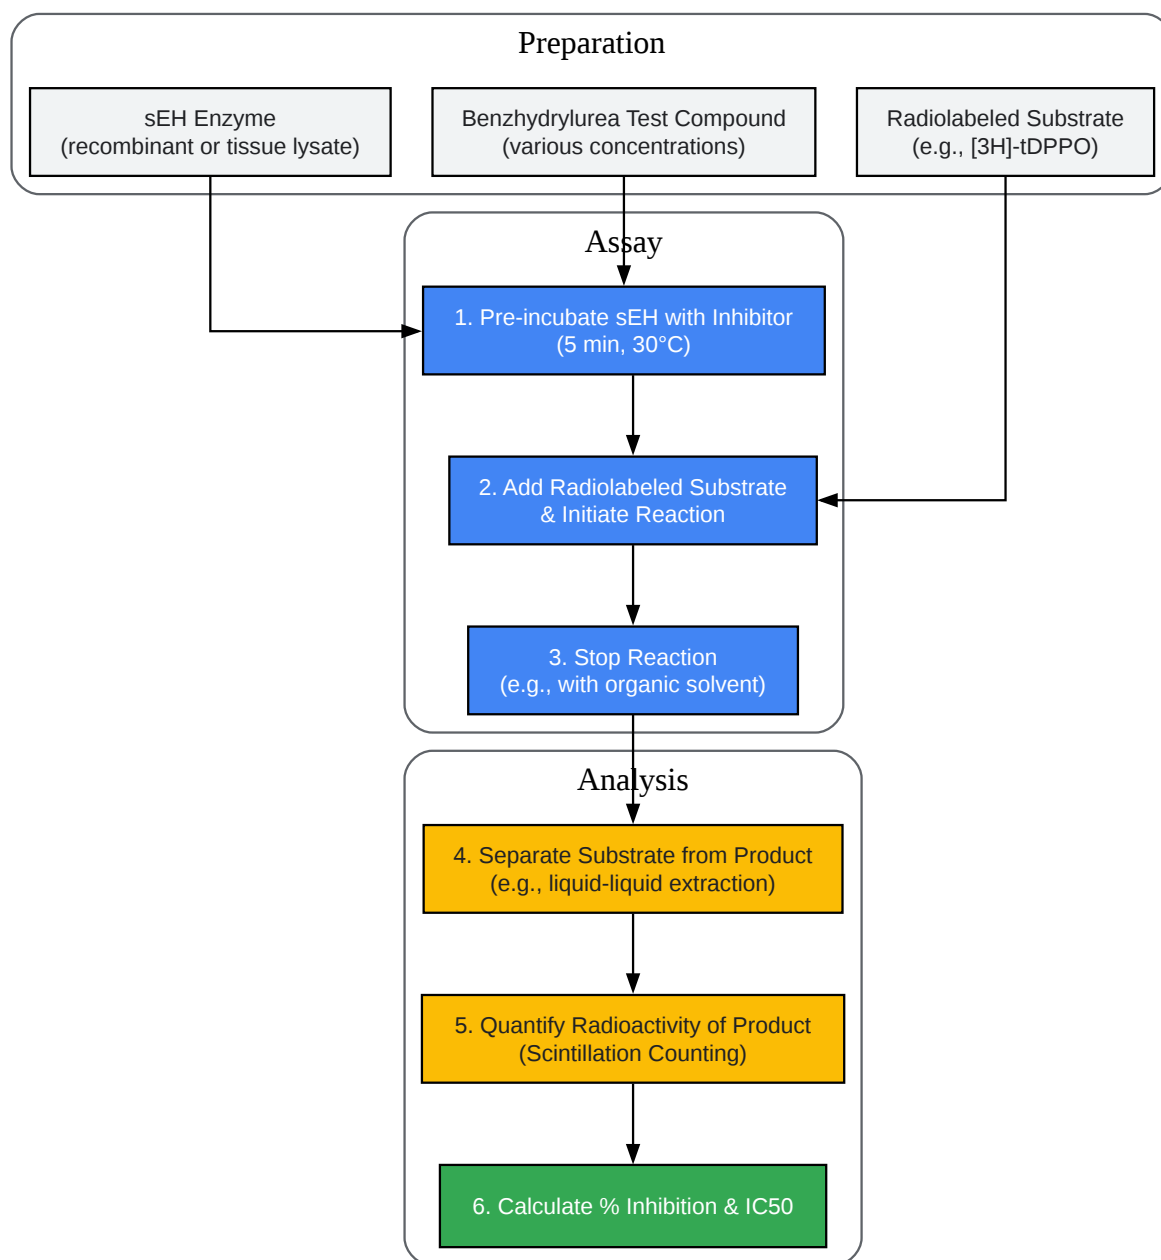 Preparation
sEH Enzyme
(recombinant or tissue lysate)
Benzhydrylurea Test Compound
(various concentrations)
Radiolabeled Substrate
(e.g., [3H]-tDPPO)
Assay
1. Pre-incubate sEH with Inhibitor
(5 min, 30°C)
2. Add Radiolabeled Substrate
& Initiate Reaction
3. Stop Reaction
(e.g., with organic solvent)
Analysis
4. Separate Substrate from Product
(e.g., liquid-liquid extraction)
5. Quantify Radioactivity of Product
(Scintillation Counting)
6. Calculate % Inhibition & IC50